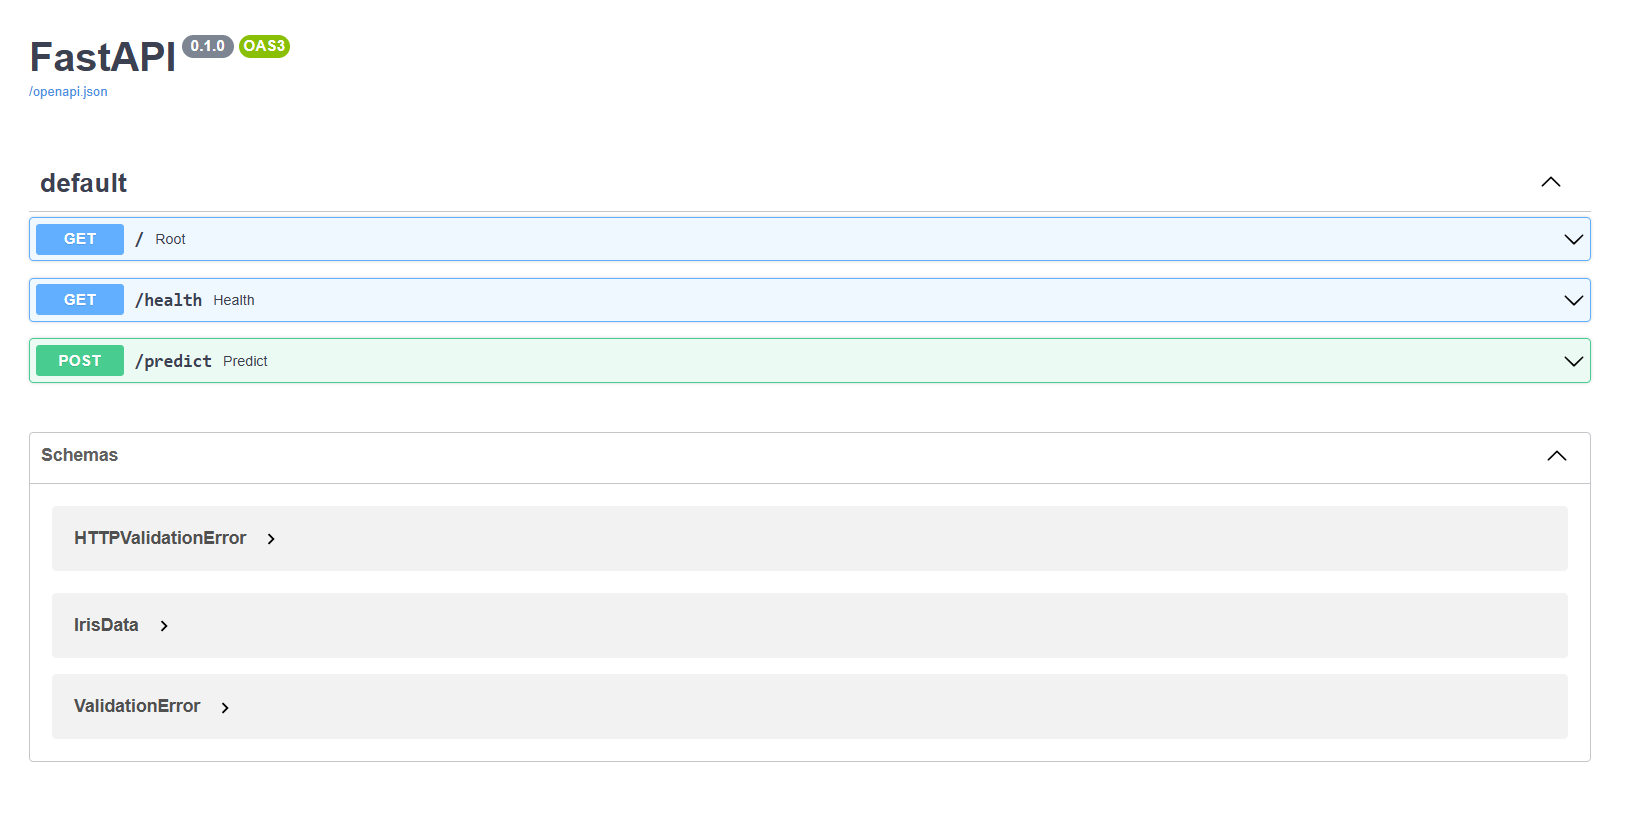 FastAPI 0.1.0 OAS3
/openapi.json
default
GET / Root
GET /health Health
POST /predict Predict
Schemas
HTTPValidationError
IrisData
ValidationError